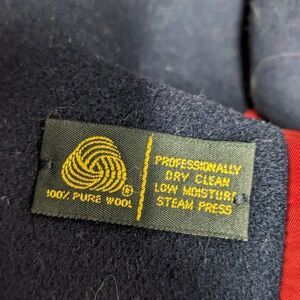 100% PURE WOOL ®
PROFESSIONALLY
DRY CLEAN
LOW MOISTURE
STEAM PRESS